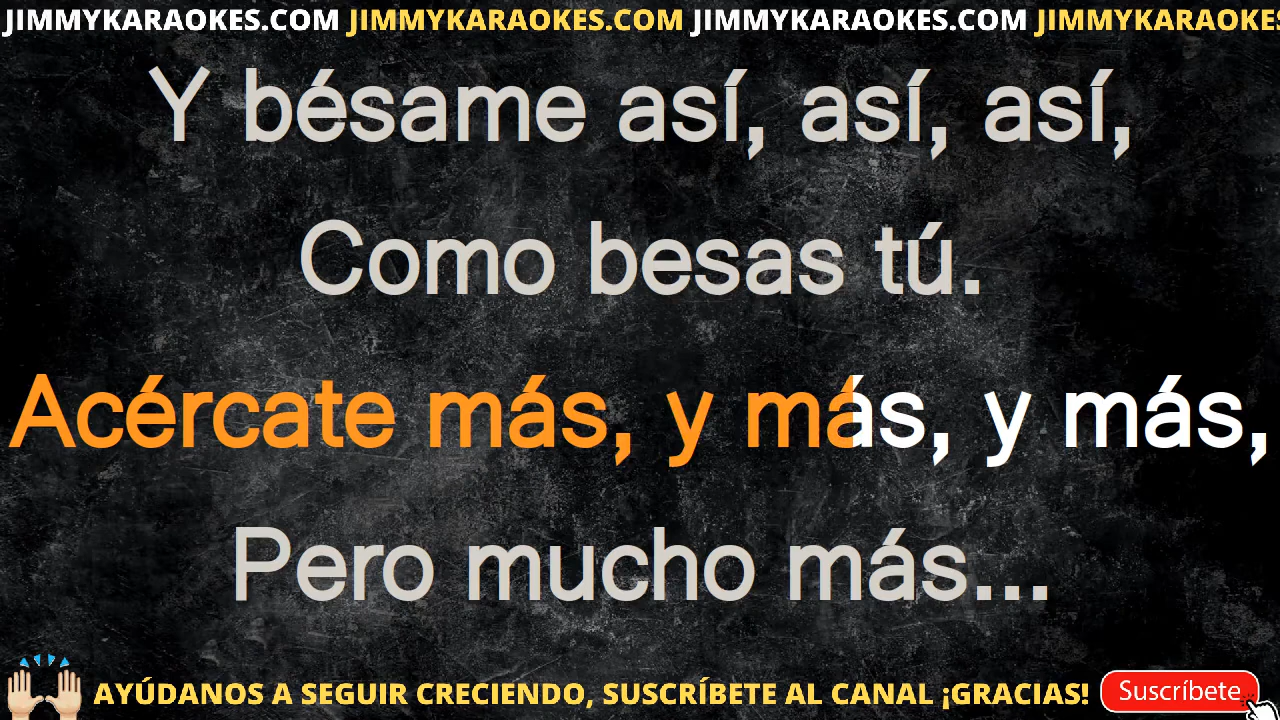 JIMMYKARAOKES.COM JIMMYKARAOKES.COM JIMMYKARAOKES.COM JIMMYKARAOKES
Y bésame así, así, así,
Como besas tú.
Acércate más, y más, y más,
Pero mucho más...
AYÚDANOS A SEGUIR CRECIENDO, SUSCRÍBETE AL CANAL ¡GRACIAS! Suscríbete